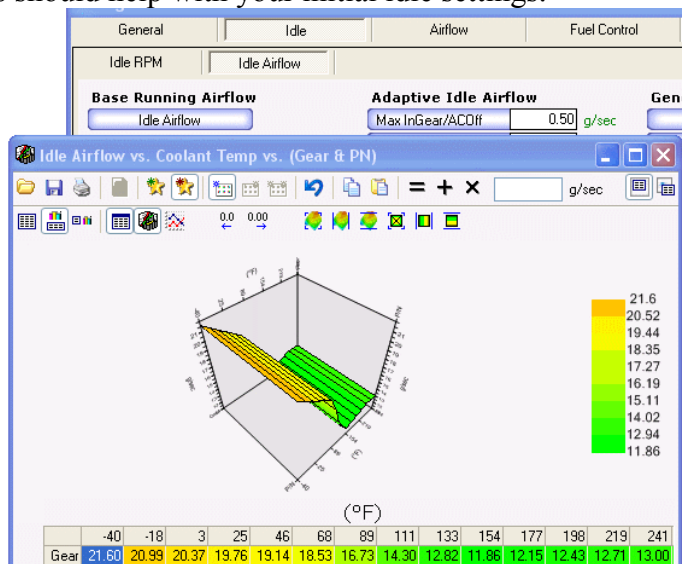 should help with your initial idle settings.
General Idle Airflow Fuel Control
Idle RPM Idle Airflow
Base Running Airflow Adaptive Idle Airflow Gen
Idle Airflow Max InGear/ACOff 0.50 g/sec
Idle Airflow vs. Coolant Temp vs. (Gear & PN)
= + × g/sec
0.0 0.00
(°F)
21.6
20.52
19.44
18.35
17.27
16.19
15.11
14.02
12.94
11.86
g/sec
g/sec
P/N
(°F)
P/N -40
(°F)
-40 -18 3 25 46 68 89 111 133 154 177 198 219 241
Gear 21.60 20.99 20.37 19.76 19.14 18.53 16.73 14.30 12.82 11.86 12.15 12.43 12.71 13.00